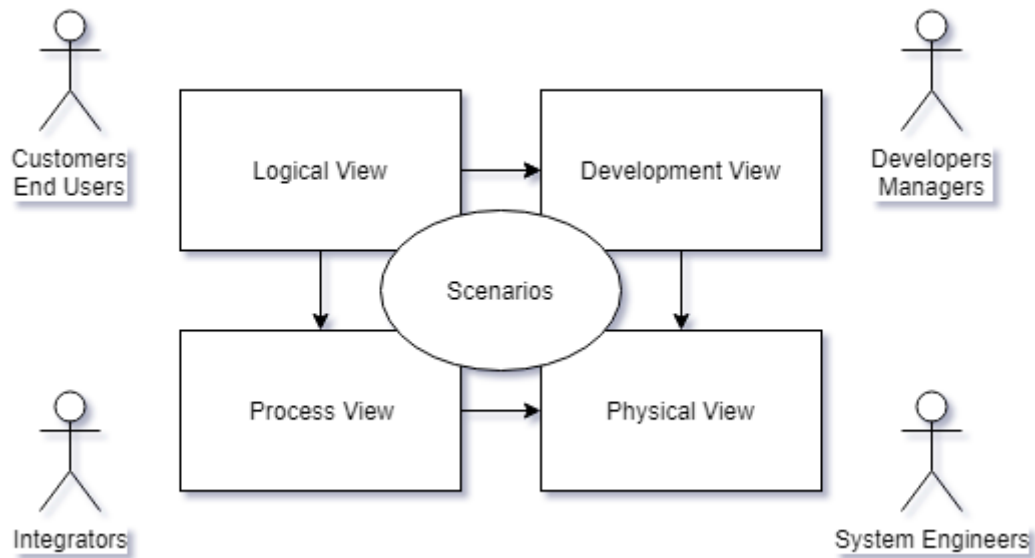 Customers
End Users
Logical View
Development View
Developers
Managers
Scenarios
Process View
Physical View
Integrators
System Engineers